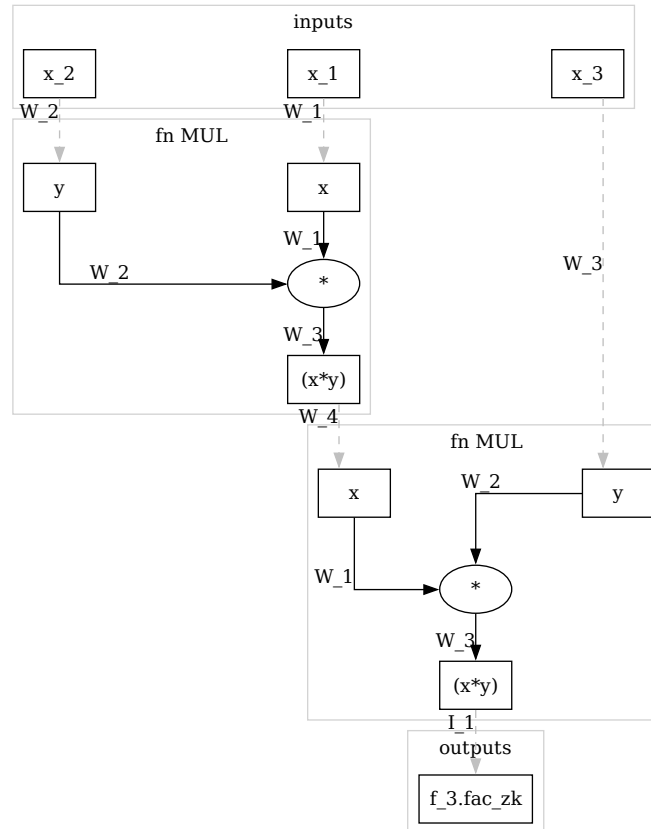 inputs
x_2
x_1
x_3
W_2
W_1
fn MUL
y
x
W_1
W_2
*
W_3
W_3
(x*y)
W_4
fn MUL
x
W_2
y
W_1
*
W_3
(x*y)
I_1
outputs
f_3.fac_zk